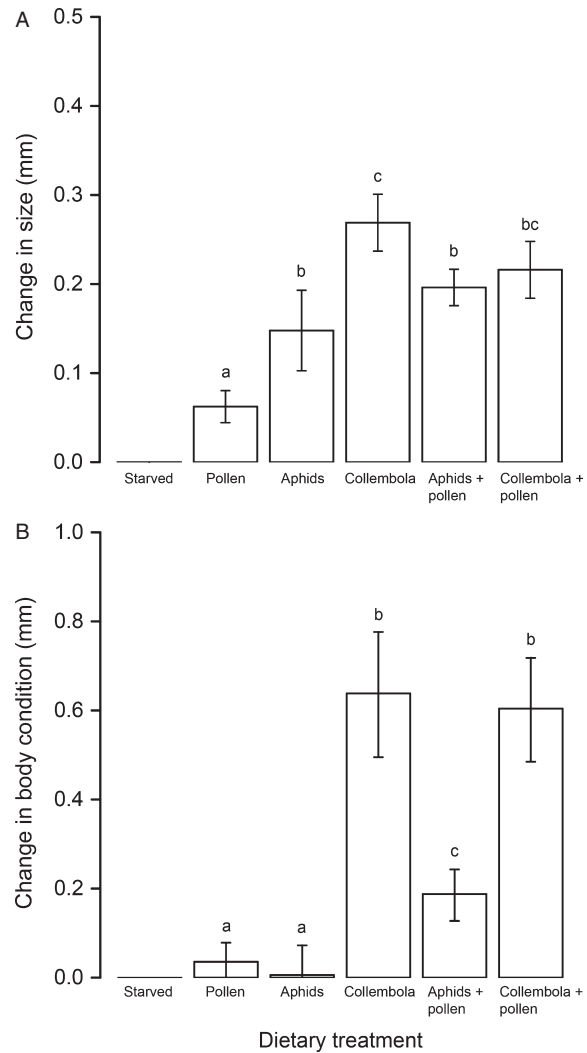 A
Change in size (mm)
0.5
0.4
0.3
0.2
0.1
0.0
a
b
c
b
bc
Starved
Pollen
Aphids
Collembola
Aphids +
pollen
Collembola +
pollen
B
Change in body condition (mm)
1.0
0.8
0.6
0.4
0.2
0.0
a
a
b
c
b
Starved
Pollen
Aphids
Collembola
Aphids +
pollen
Collembola +
pollen
Dietary treatment